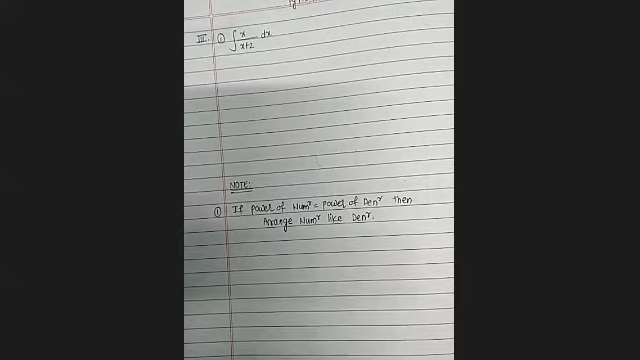 III. ① ∫ x/(x+2) dx
NOTE:
① If power of Numʳ = power of Denʳ then
Arrange Numʳ like Denʳ.